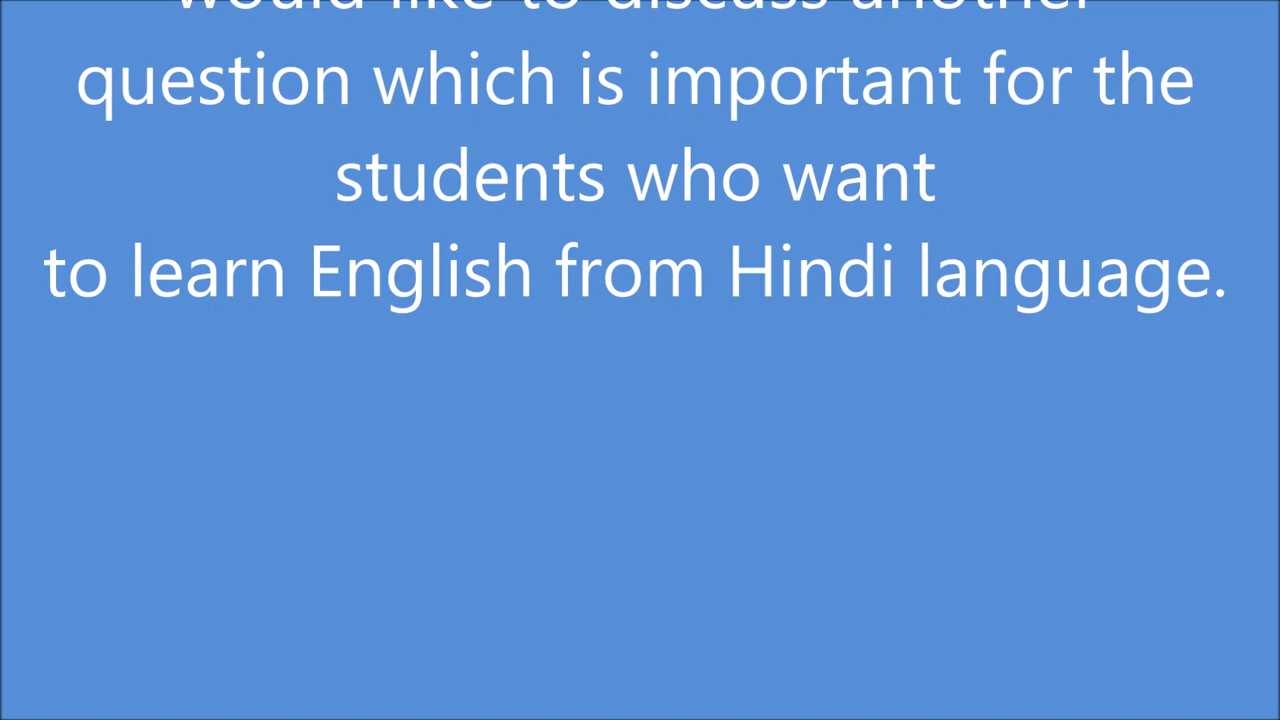 would like to discuss another
question which is important for the
students who want
to learn English from Hindi language.